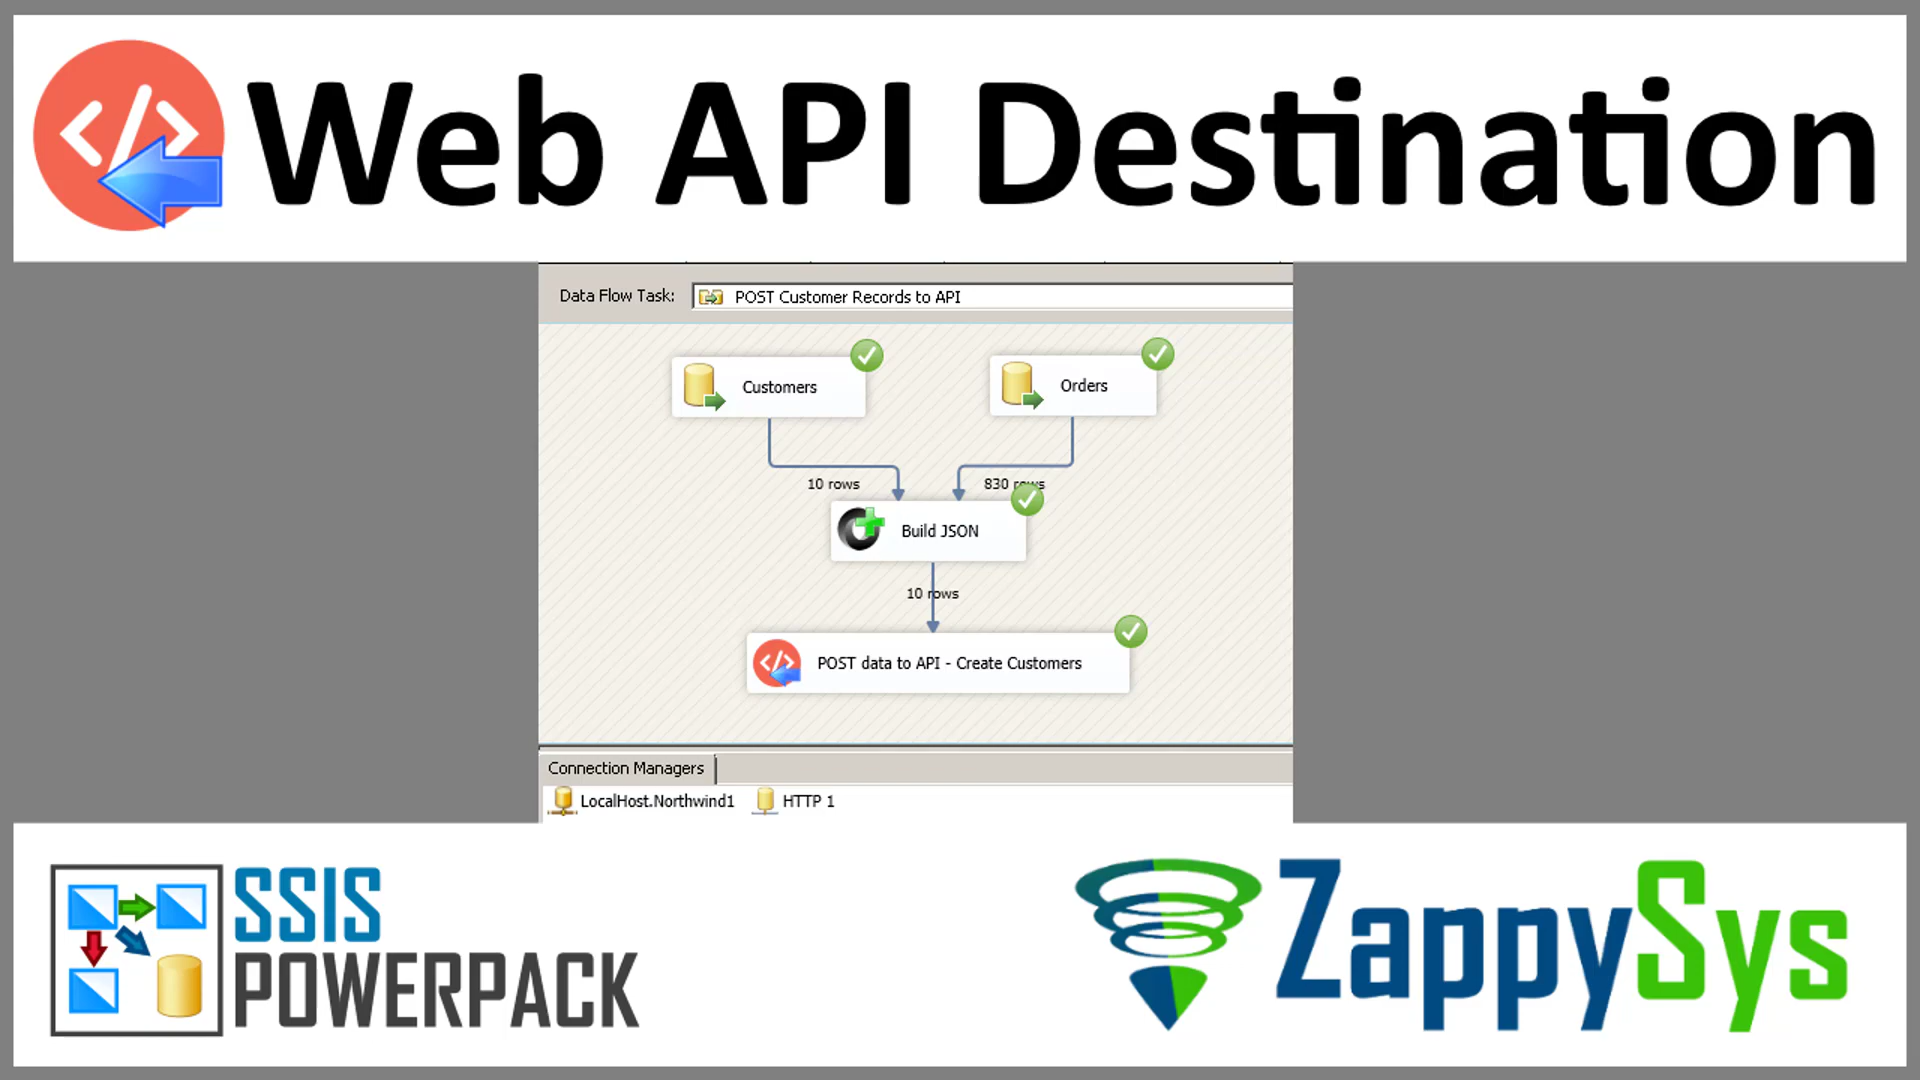 Web API Destination
Data Flow Task: POST Customer Records to API
Customers
Orders
10 rows
830 rows
Build JSON
10 rows
POST data to API - Create Customers
Connection Managers
LocalHost.Northwind1 HTTP 1
SSIS
POWERPACK
ZappySys